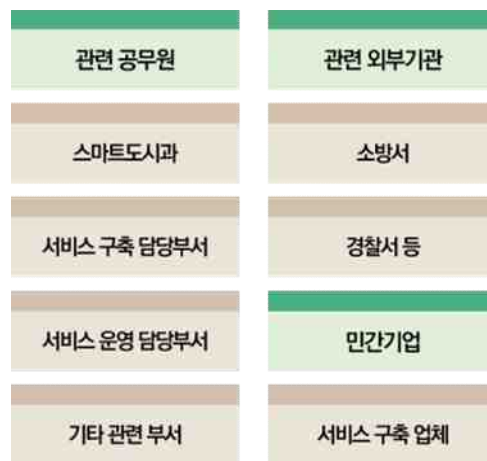 관련 공무원
스마트도시과
서비스 구축 담당부서
서비스 운영 담당부서
기타 관련 부서
관련 외부기관
소방서
경찰서 등
민간기업
서비스 구축 업체